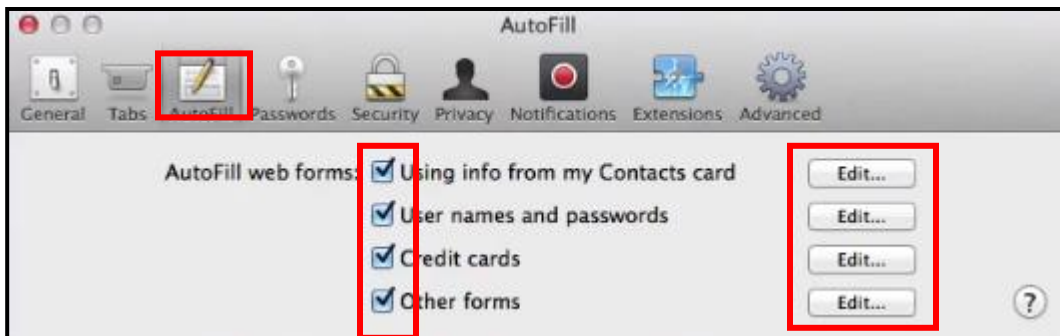 AutoFill
General Tabs AutoFill Passwords Security Privacy Notifications Extensions Advanced
AutoFill web forms: Using info from my Contacts card Edit...
User names and passwords Edit...
Credit cards Edit...
Other forms Edit...
?